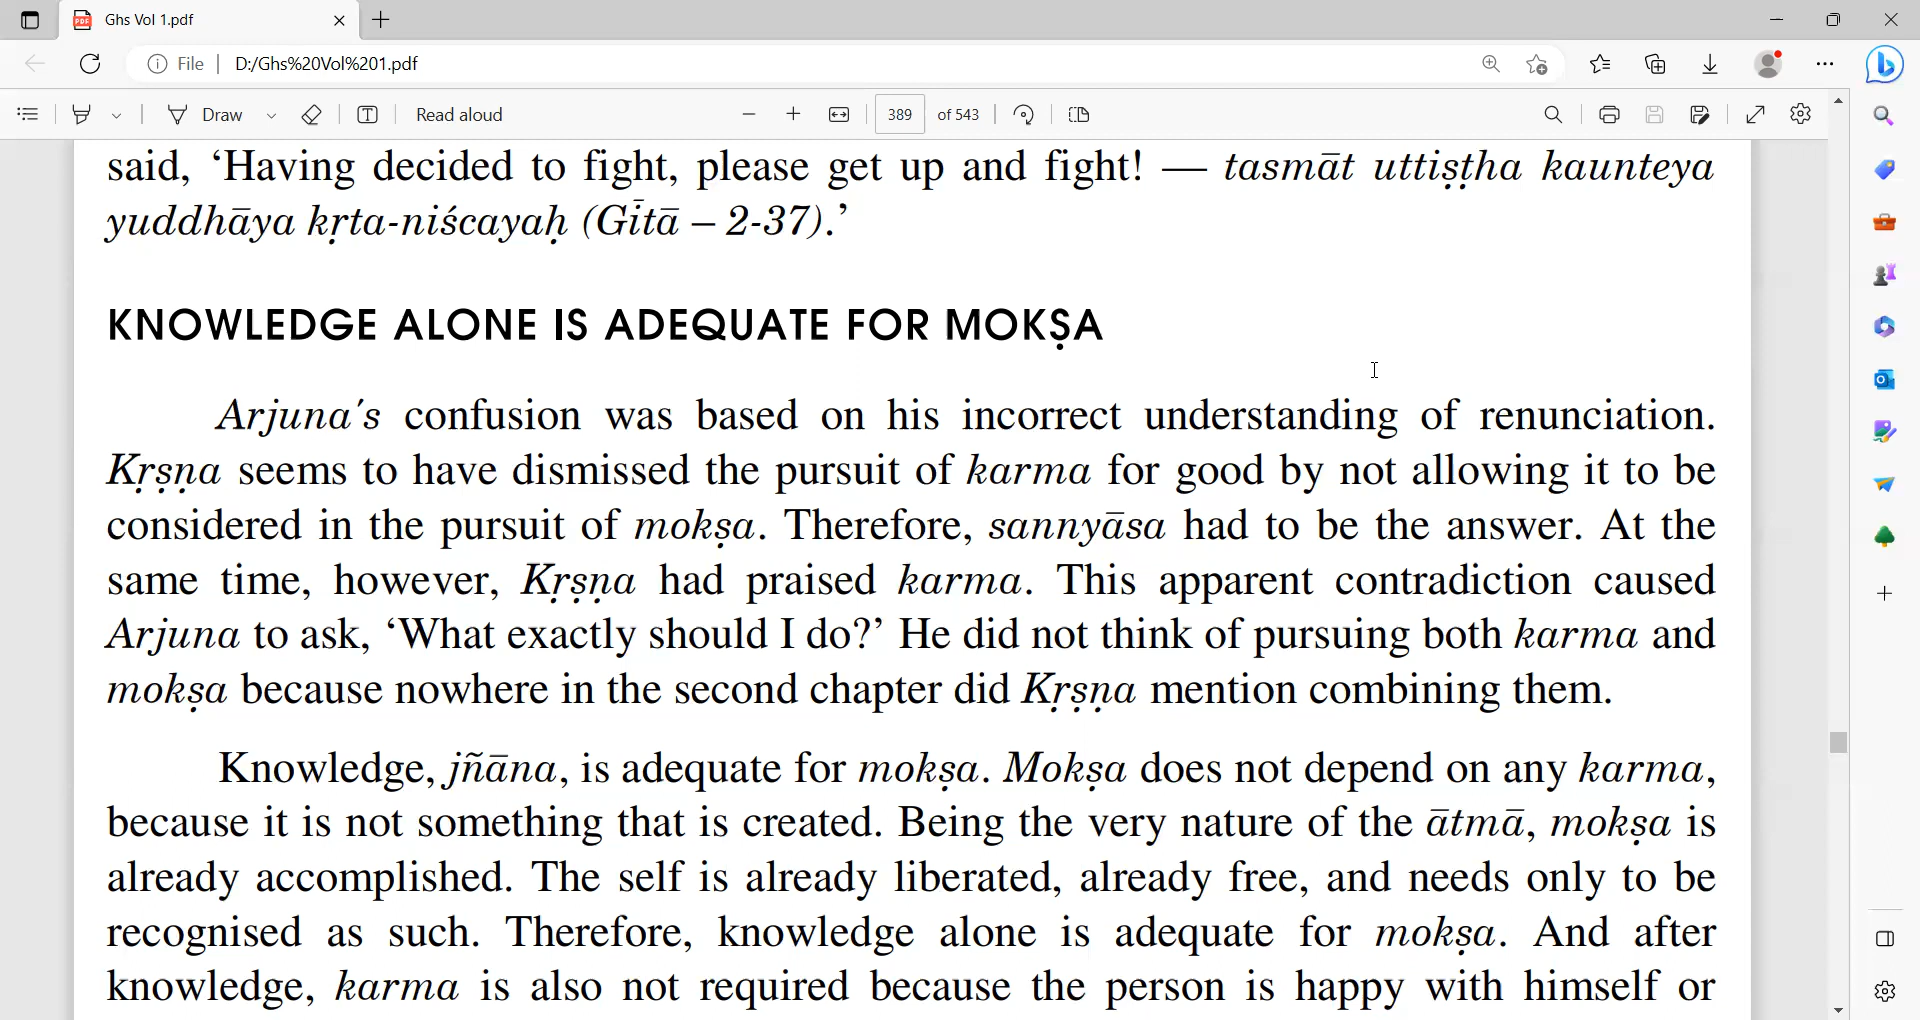 Ghs Vol 1.pdf
File
D:/Ghs%20Vol%201.pdf
Draw
Read aloud
389
of 543
said, ‘Having decided to fight, please get up and fight! — tasmāt uttiṣṭha kaunteya
yuddhāya kṛta-niścayaḥ (Gītā – 2-37).’
KNOWLEDGE ALONE IS ADEQUATE FOR MOKṢA
Arjuna's confusion was based on his incorrect understanding of renunciation.
Kṛṣṇa seems to have dismissed the pursuit of karma for good by not allowing it to be
considered in the pursuit of mokṣa. Therefore, sannyāsa had to be the answer. At the
same time, however, Kṛṣṇa had praised karma. This apparent contradiction caused
Arjuna to ask, ‘What exactly should I do?’ He did not think of pursuing both karma and
mokṣa because nowhere in the second chapter did Kṛṣṇa mention combining them.
Knowledge, jñāna, is adequate for mokṣa. Mokṣa does not depend on any karma,
because it is not something that is created. Being the very nature of the ātmā, mokṣa is
already accomplished. The self is already liberated, already free, and needs only to be
recognised as such. Therefore, knowledge alone is adequate for mokṣa. And after
knowledge, karma is also not required because the person is happy with himself or